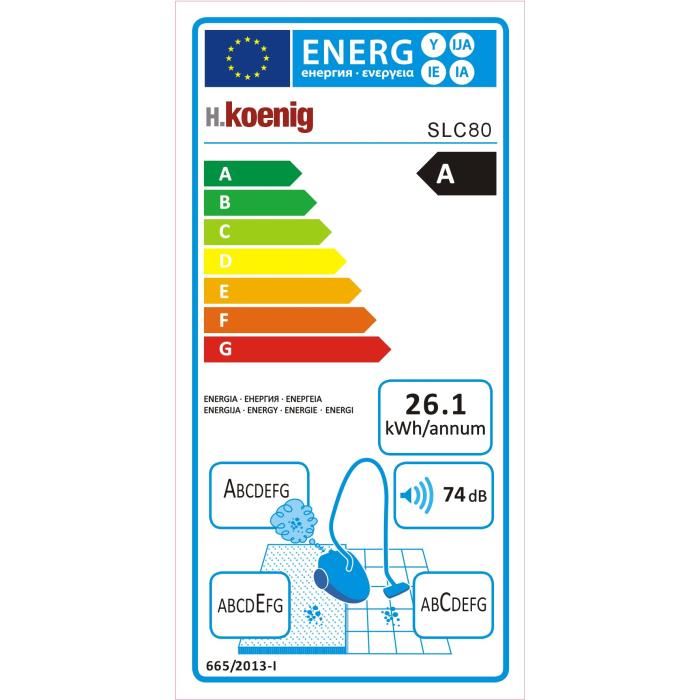 ENERG Y IJA
енергия · ενεργεια IE IA
H.koenig
SLC80
A
A
B
C
D
E
F
G
ENERGIA · ЕНЕРГИЯ · ΕΝΕΡΓΕΙΑ
ENERGIJA · ENERGY · ENERGIE · ENERGI
26.1
kWh/annum
ABCDEFG
74 dB
ABCDEFG
ABCDEFG
665/2013-I